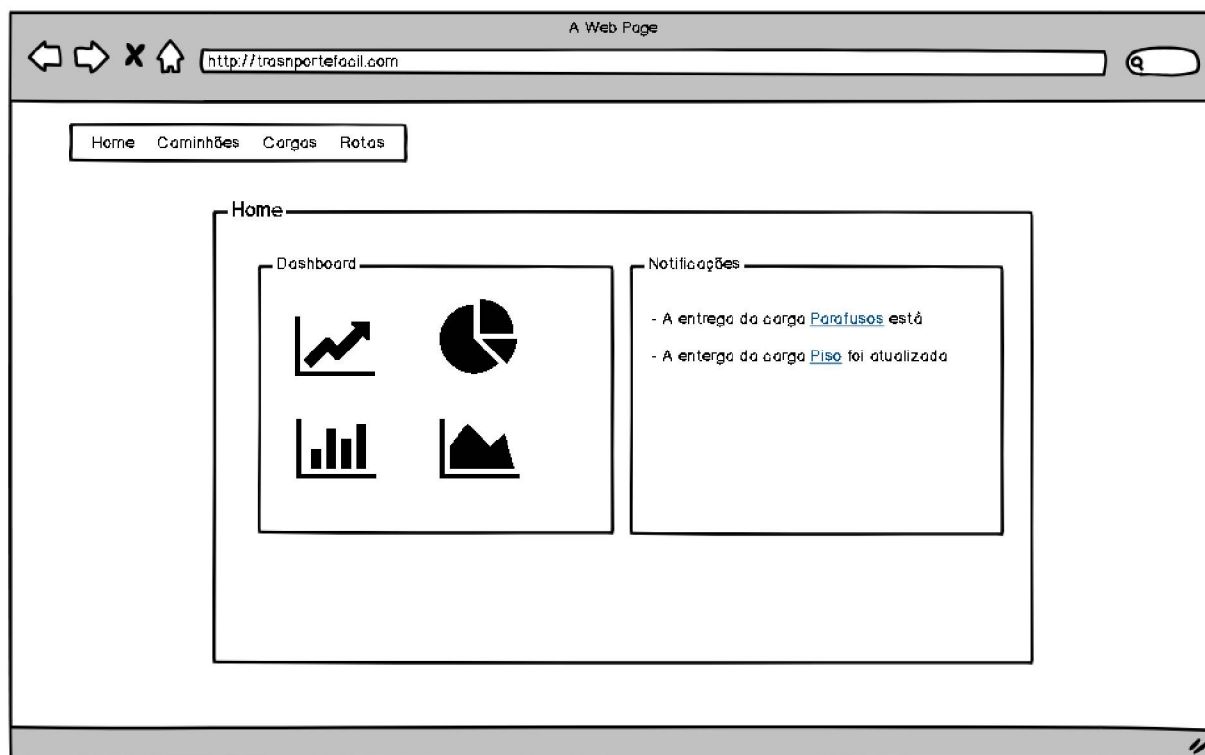 A Web Page
http://trasnportefacil.com
Home Caminhões Cargas Rotas
Home
Dashboard
Notificações
- A entrega da carga Parafusos está
- A enterga da carga Piso foi atualizada